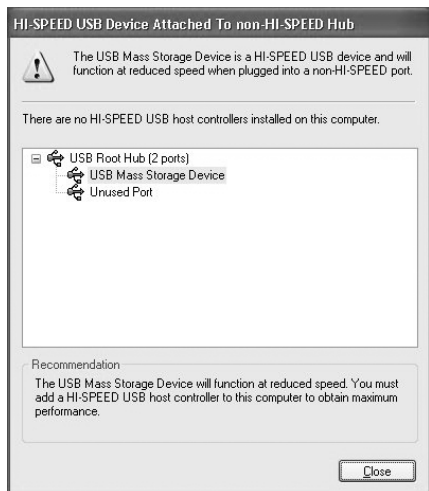 HI-SPEED USB Device Attached To non-HI-SPEED Hub
The USB Mass Storage Device is a HI-SPEED USB device and will
function at reduced speed when plugged into a non-HI-SPEED port.
There are no HI-SPEED USB host controllers installed on this computer.
USB Root Hub (2 ports)
USB Mass Storage Device
Unused Port
Recommendation
The USB Mass Storage Device will function at reduced speed. You must
add a HI-SPEED USB host controller to this computer to obtain maximum
performance.
Close